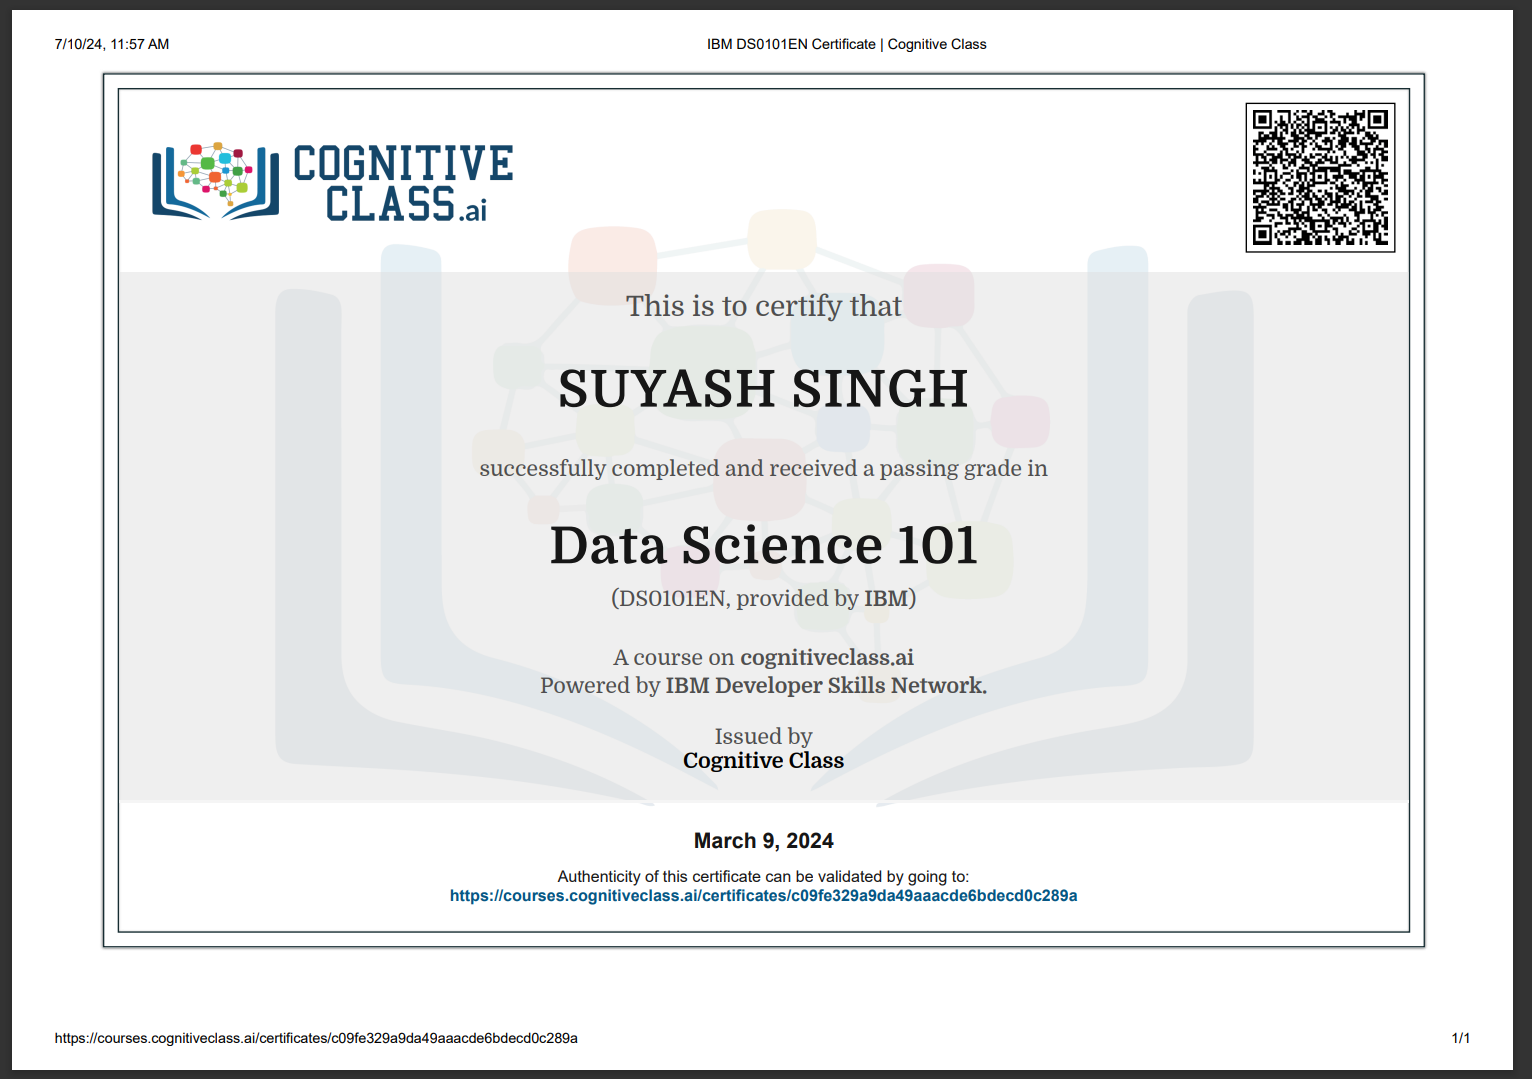 7/10/24, 11:57 AM
IBM DS0101EN Certificate | Cognitive Class
COGNITIVE
CLASS.ai
This is to certify that
SUYASH SINGH
successfully completed and received a passing grade in
Data Science 101
(DS0101EN, provided by IBM)
A course on cognitiveclass.ai
Powered by IBM Developer Skills Network.
Issued by
Cognitive Class
March 9, 2024
Authenticity of this certificate can be validated by going to:
https://courses.cognitiveclass.ai/certificates/c09fe329a9da49aaacde6bdecd0c289a
https://courses.cognitiveclass.ai/certificates/c09fe329a9da49aaacde6bdecd0c289a
1/1